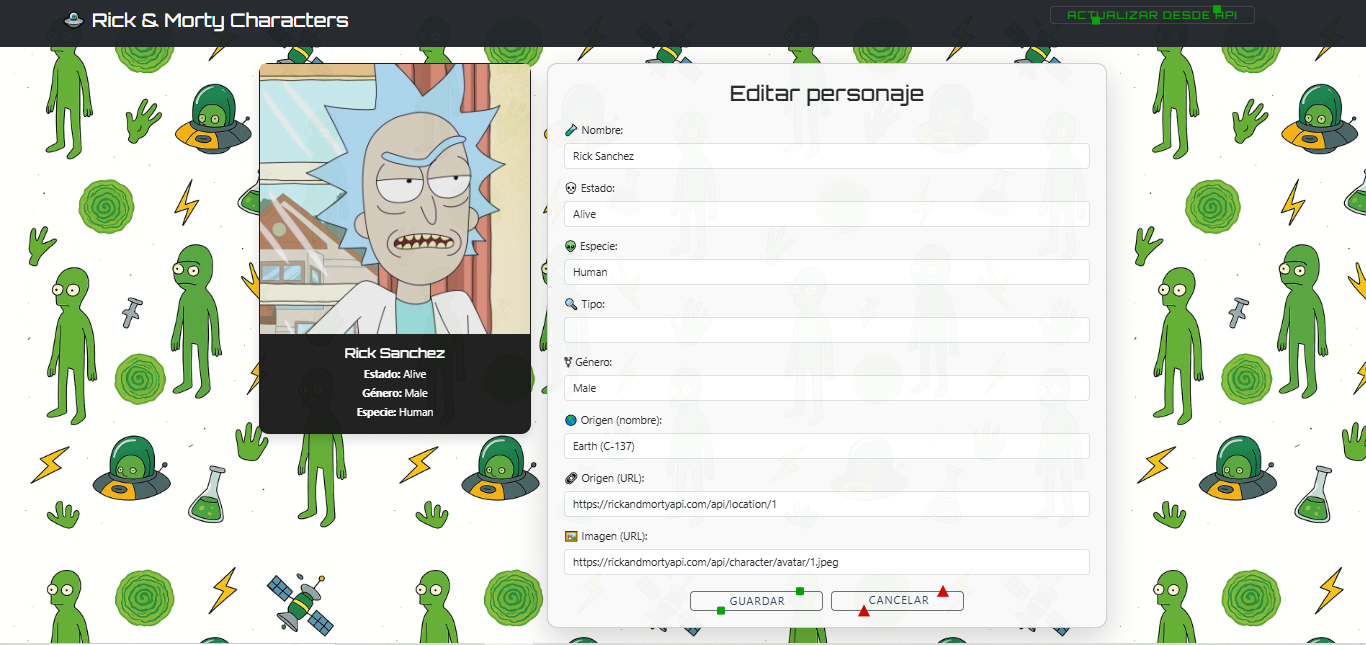 Rick & Morty Characters
ACTUALIZAR DESDE API
Rick Sanchez
Estado: Alive
Género: Male
Especie: Human
Editar personaje
Nombre:
Rick Sanchez
Estado:
Alive
Especie:
Human
Tipo:
Género:
Male
Origen (nombre):
Earth (C-137)
Origen (URL):
https://rickandmortyapi.com/api/location/1
Imagen (URL):
https://rickandmortyapi.com/api/character/avatar/1.jpeg
GUARDAR
CANCELAR